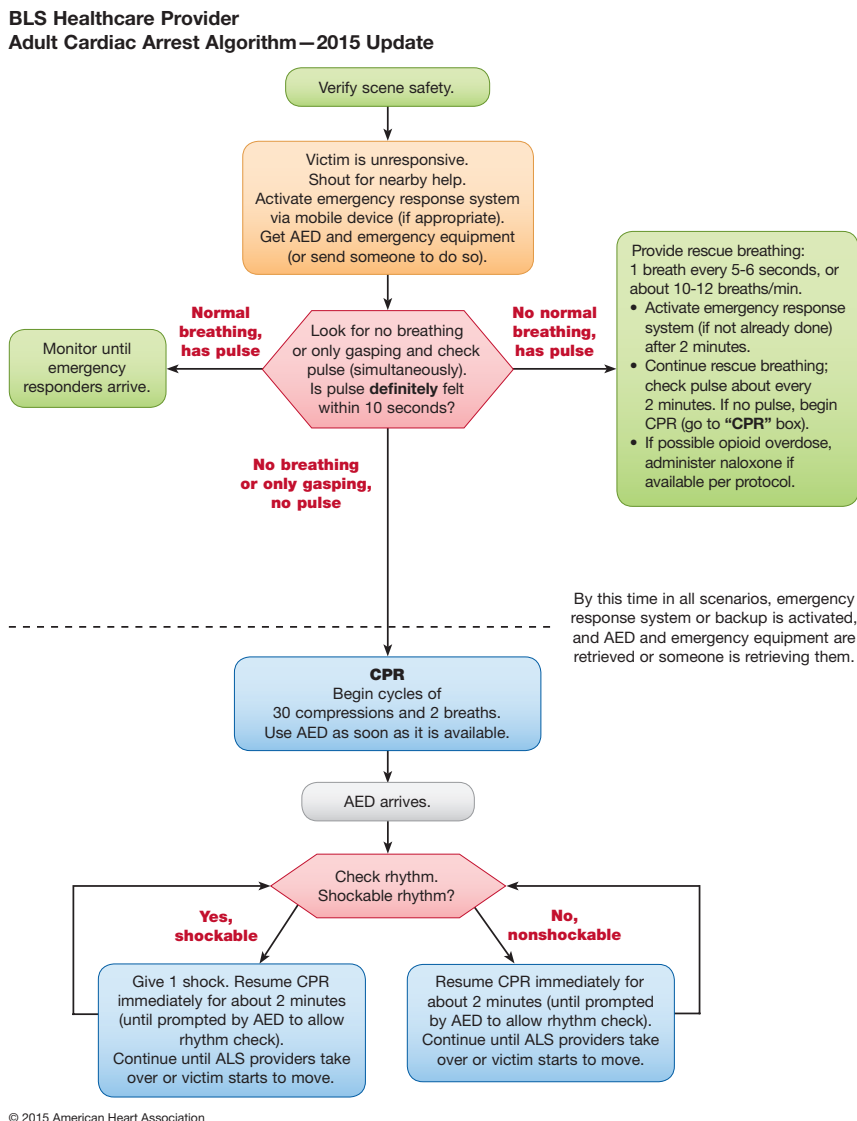 BLS Healthcare Provider
Adult Cardiac Arrest Algorithm—2015 Update
Verify scene safety.
Victim is unresponsive.
Shout for nearby help.
Activate emergency response system
via mobile device (if appropriate).
Get AED and emergency equipment
(or send someone to do so).
Normal
breathing,
has pulse
Monitor until
emergency
responders arrive.
Look for no breathing
or only gasping and check
pulse (simultaneously).
Is pulse definitely felt
within 10 seconds?
No normal
breathing,
has pulse
Provide rescue breathing:
1 breath every 5-6 seconds, or
about 10-12 breaths/min.
• Activate emergency response
system (if not already done)
after 2 minutes.
• Continue rescue breathing;
check pulse about every
2 minutes. If no pulse, begin
CPR (go to “CPR” box).
• If possible opioid overdose,
administer naloxone if
available per protocol.
No breathing
or only gasping,
no pulse
By this time in all scenarios, emergency
response system or backup is activated,
and AED and emergency equipment are
retrieved or someone is retrieving them.
CPR
Begin cycles of
30 compressions and 2 breaths.
Use AED as soon as it is available.
AED arrives.
Check rhythm.
Shockable rhythm?
Yes,
shockable
No,
nonshockable
Give 1 shock. Resume CPR
immediately for about 2 minutes
(until prompted by AED to allow
rhythm check).
Continue until ALS providers take
over or victim starts to move.
Resume CPR immediately for
about 2 minutes (until prompted
by AED to allow rhythm check).
Continue until ALS providers take
over or victim starts to move.
© 2015 American Heart Association